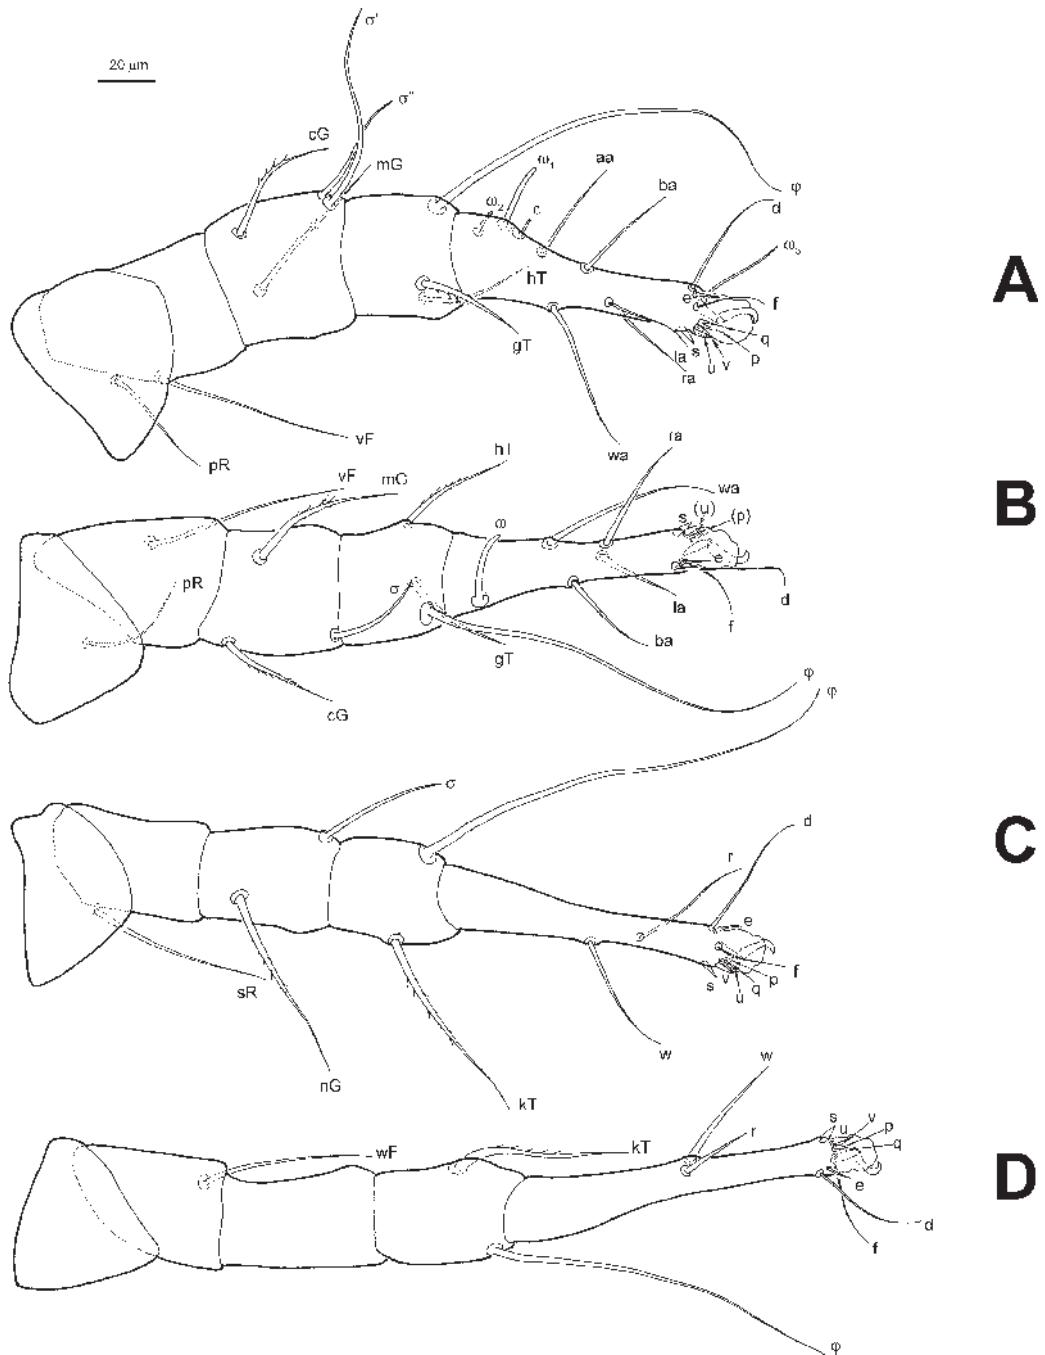 σ'
20 µm
σ"
cG
mG
ω1
aa
ba
ω2
c
φ
d
ω3
A
hT
e
f
gT
q
la
s
p
u
v
ra
vF
wa
ra
pR
hT
vF
mG
B
wa
ω
s
(u)
(p)
pR
σ
e
la
d
f
ba
gT
cG
φ
φ
σ
C
d
r
e
f
s
v
p
q
u
sR
w
nG
kT
w
s
u
v
p
wF
kT
r
q
D
e
d
f
φ